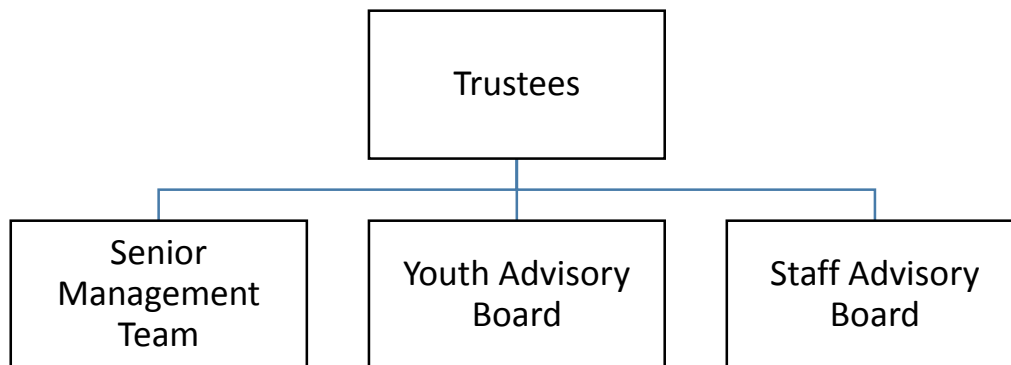 Trustees
Senior
Management
Team
Youth Advisory
Board
Staff Advisory
Board